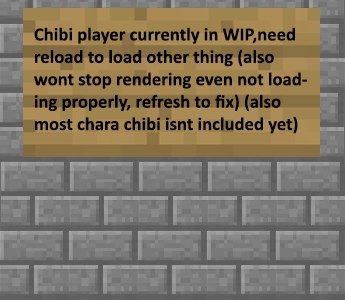 Chibi player currently in WIP,need
reload to load other thing (also
wont stop rendering even not load-
ing properly, refresh to fix) (also
most chara chibi isnt included yet)